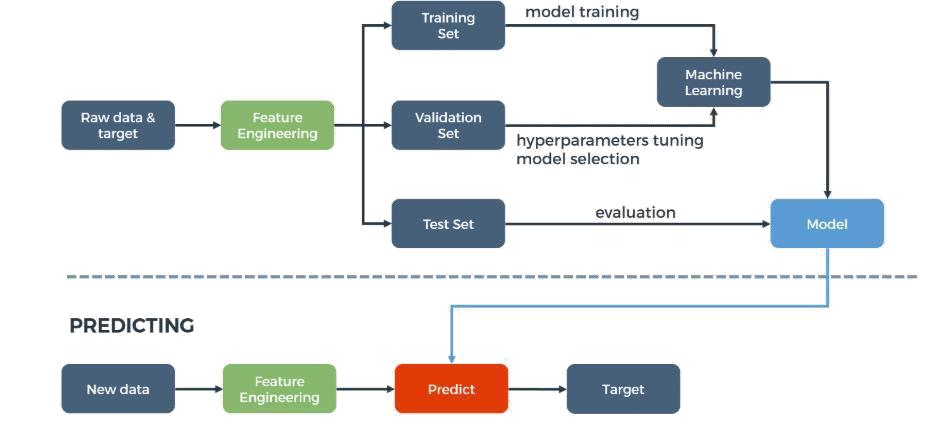 Training
Set
model training
Machine
Learning
Raw data &
target
Feature
Engineering
Validation
Set
hyperparameters tuning
model selection
Test Set
evaluation
Model
PREDICTING
New data
Feature
Engineering
Predict
Target